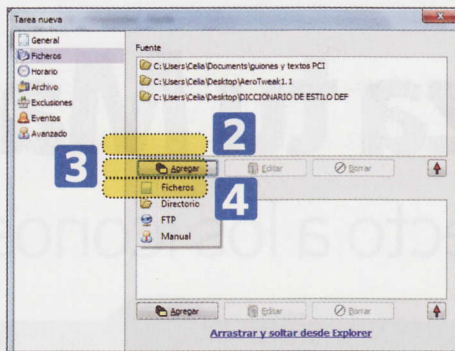 Tarea nueva
General
Ficheros
Horario
Archivo
Exclusiones
Eventos
Avanzado
Fuente
C:\Users\Celia\Documents\guiones y textos PCI
C:\Users\Celia\Desktop\AeroTweak1.1
C:\Users\Celia\Desktop\DICCIONARIO DE ESTILO DEF
2
3
Agregar
Editar
Borrar
Ficheros
4
Directorio
FTP
Manual
Agregar
Editar
Borrar
Arrastrar y soltar desde Explorer